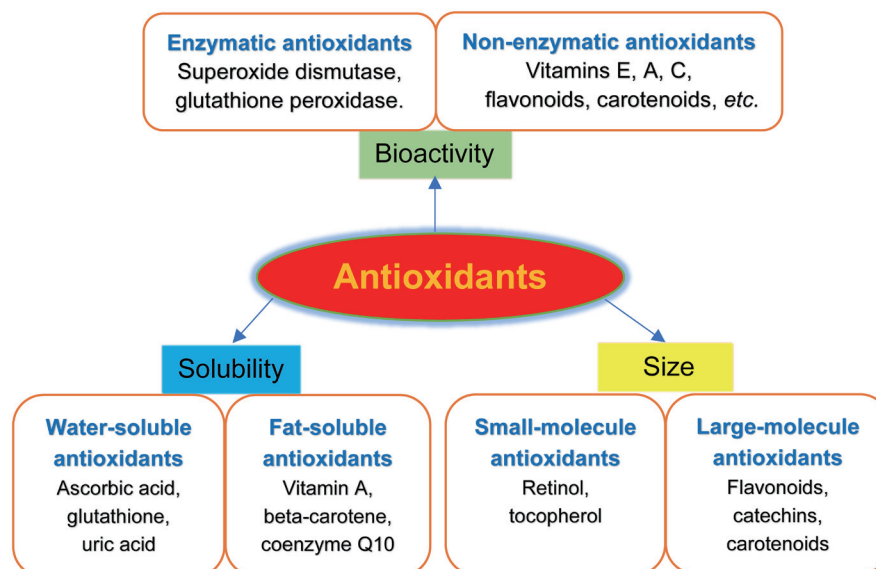 Enzymatic antioxidants
Superoxide dismutase,
glutathione peroxidase.
Non-enzymatic antioxidants
Vitamins E, A, C,
flavonoids, carotenoids, etc.
Bioactivity
Antioxidants
Solubility
Size
Water-soluble
antioxidants
Ascorbic acid,
glutathione,
uric acid
Fat-soluble
antioxidants
Vitamin A,
beta-carotene,
coenzyme Q10
Small-molecule
antioxidants
Retinol,
tocopherol
Large-molecule
antioxidants
Flavonoids,
catechins,
carotenoids